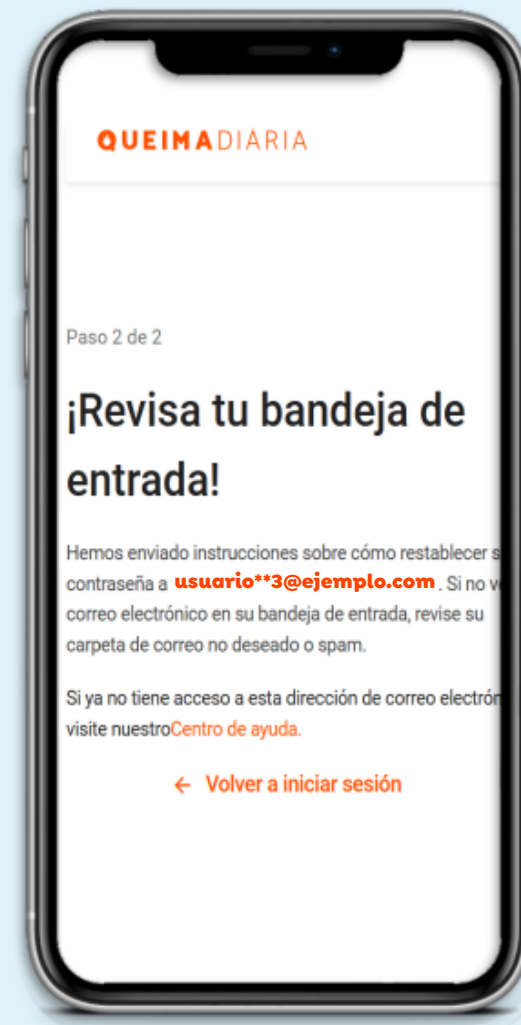 QUEIMADIÁRIA
Paso 2 de 2
¡Revisa tu bandeja de
entrada!
Hemos enviado instrucciones sobre cómo restablecer s
contraseña a usuario**3@ejemplo.com. Si no v
correo electrónico en su bandeja de entrada, revise su
carpeta de correo no deseado o spam.
Si ya no tiene acceso a esta dirección de correo electrón
visite nuestroCentro de ayuda.
← Volver a iniciar sesión